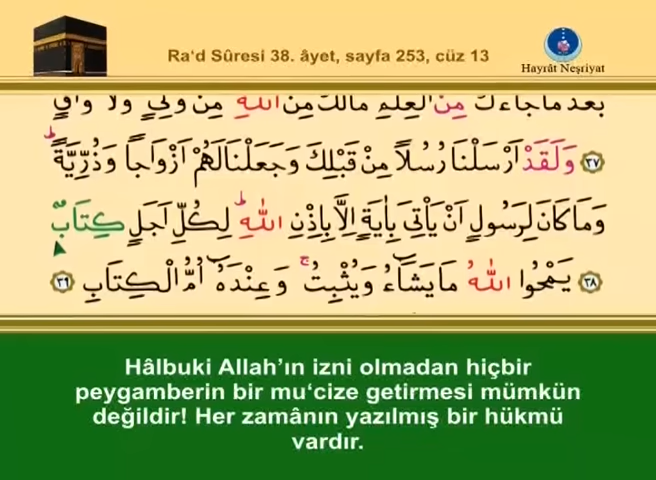 Ra'd Sûresi 38. âyet, sayfa 253, cüz 13
Hayrât Neşriyat
بَعْدَ مَا جَاءَكَ مِنَ الْعِلْمِ مَالَكَ مِنَ اللّٰهِ مِنْ وَلِيٍّ وَلَا وَاقٍ
﴿٣٧﴾ وَلَقَدْ اَرْسَلْنَا رُسُلًا مِنْ قَبْلِكَ وَجَعَلْنَا لَهُمْ اَزْوَاجًا وَذُرِّيَّةً ۜ
وَمَا كَانَ لِرَسُولٍ اَنْ يَأْتِيَ بِاٰيَةٍ اِلَّا بِاِذْنِ اللّٰهِ ۜ لِكُلِّ اَجَلٍ كِتَابٌ
﴿٣٨﴾ يَمْحُوا اللّٰهُ مَا يَشَاءُ وَيُثْبِتُ ۚ وَعِنْدَهُ اُمُّ الْكِتَابِ ﴿٣٩﴾
Hâlbuki Allah'ın izni olmadan hiçbir
peygamberin bir mu'cize getirmesi mümkün
değildir! Her zamânın yazılmış bir hükmü
vardır.